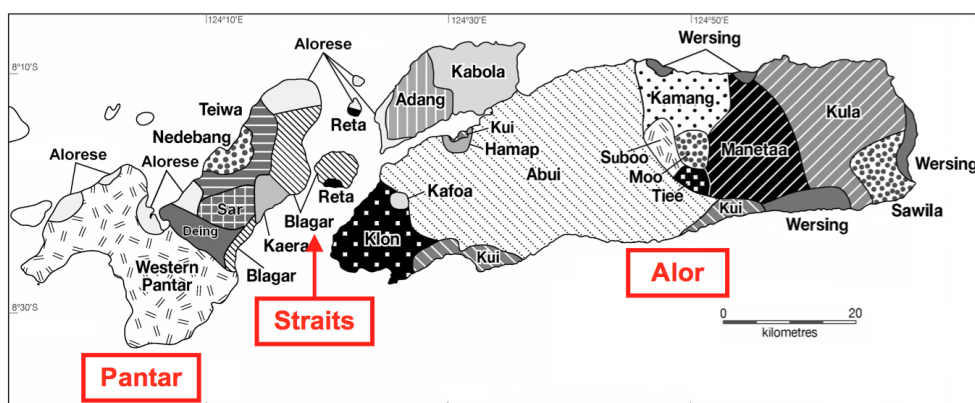 124°10'E
124°30'E
124°50'E
8°10'S
8°30'S
Alorese
Teiwa
Nedebang
Alorese
Alorese
Reta
Adang
Kabola
Kui
Hamap
Wersing
Kamang
Kula
Suboo
Moo
Tiee
Manetaa
Abui
Kafoa
Reta
Sar
Deing
Blagar
Kaera
Klon
Kui
Kui
Wersing
Wersing
Sawila
Western
Pantar
Blagar
Straits
Alor
Pantar
0
20
kilometres